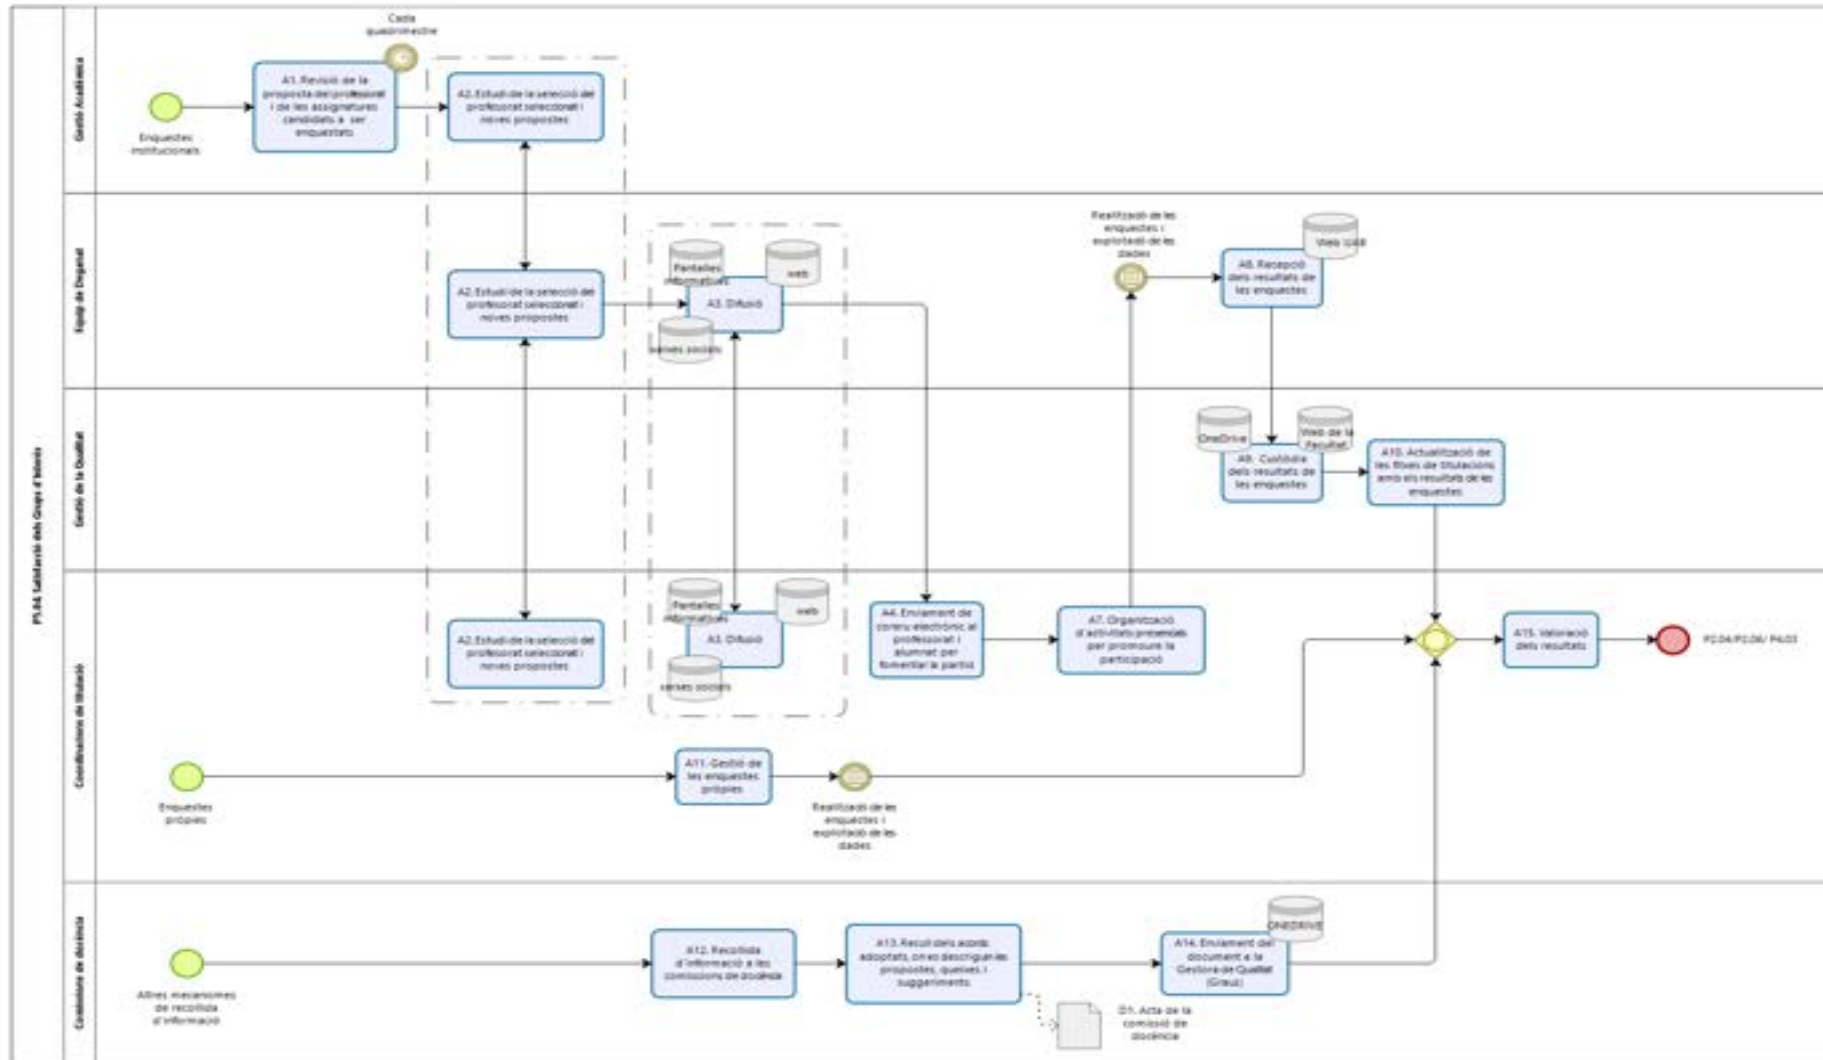 PS.04 Satisfacció dels Grups d'Interès
Gestió Acadèmica
Cada
quadrimestre
A1. Revisió de la
proposta del professorat
i de les assignatures
candidats a ser
enquestats
Enquestes
institucionals
A2. Estudi de la selecció del
professorat seleccionat i
noves propostes
Equip de Deganat
A2. Estudi de la selecció del
professorat seleccionat i
noves propostes
Pantalles
informatives
web
A3. Difusió
xarxes socials
Realització de les
enquestes i
explotació de les
dades
Web UAB
A8. Recepció
dels resultats de
les enquestes
Gestió de la Qualitat
OneDrive
Web de la
Facultat
A9. Custòdia
dels resultats de
les enquestes
A10. Actualització de
les fitxes de titulacions
amb els resultats de les
enquestes
Coordinacions de titulació
A2. Estudi de la selecció del
professorat seleccionat i
noves propostes
Pantalles
informatives
web
A3. Difusió
xarxes socials
A4. Enviament de
correu electrònic al
professorat i
alumnat per
fomentar la partici
A7. Organització
d'activitats presencials
per promoure la
participació
A15. Valoració
dels resultats
P2.04/P2.06/ P4.03
Enquestes
pròpies
A11. Gestió de
les enquestes
pròpies
Realització de les
enquestes i
explotació de les
dades
Comissions de docència
Altres mecanismes
de recollida
d'informació
A12. Recollida
d'informació a les
comissions de docència
A13. Recull dels acords
adoptats, on es descriguin les
propostes, queixes i
suggeriments
D1. Acta de la
comissió de
docència
ONEDRIVE
A14. Enviament del
document a la
Gestora de Qualitat
(Graus)